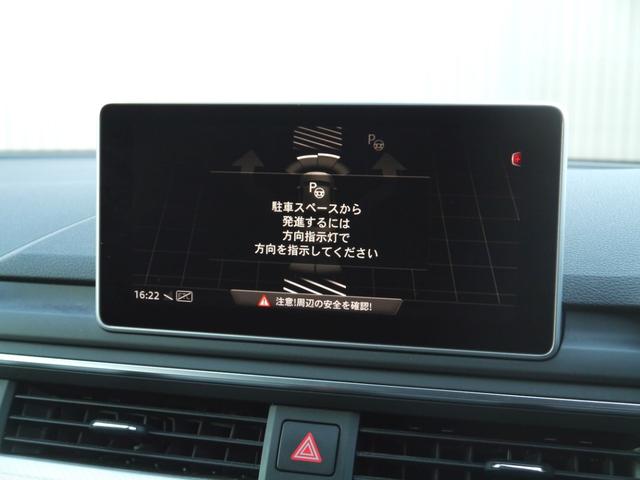 P
P
駐車スペースから
発進するには
方向指示灯で
方向を指示してください
16:22
注意!周辺の安全を確認!